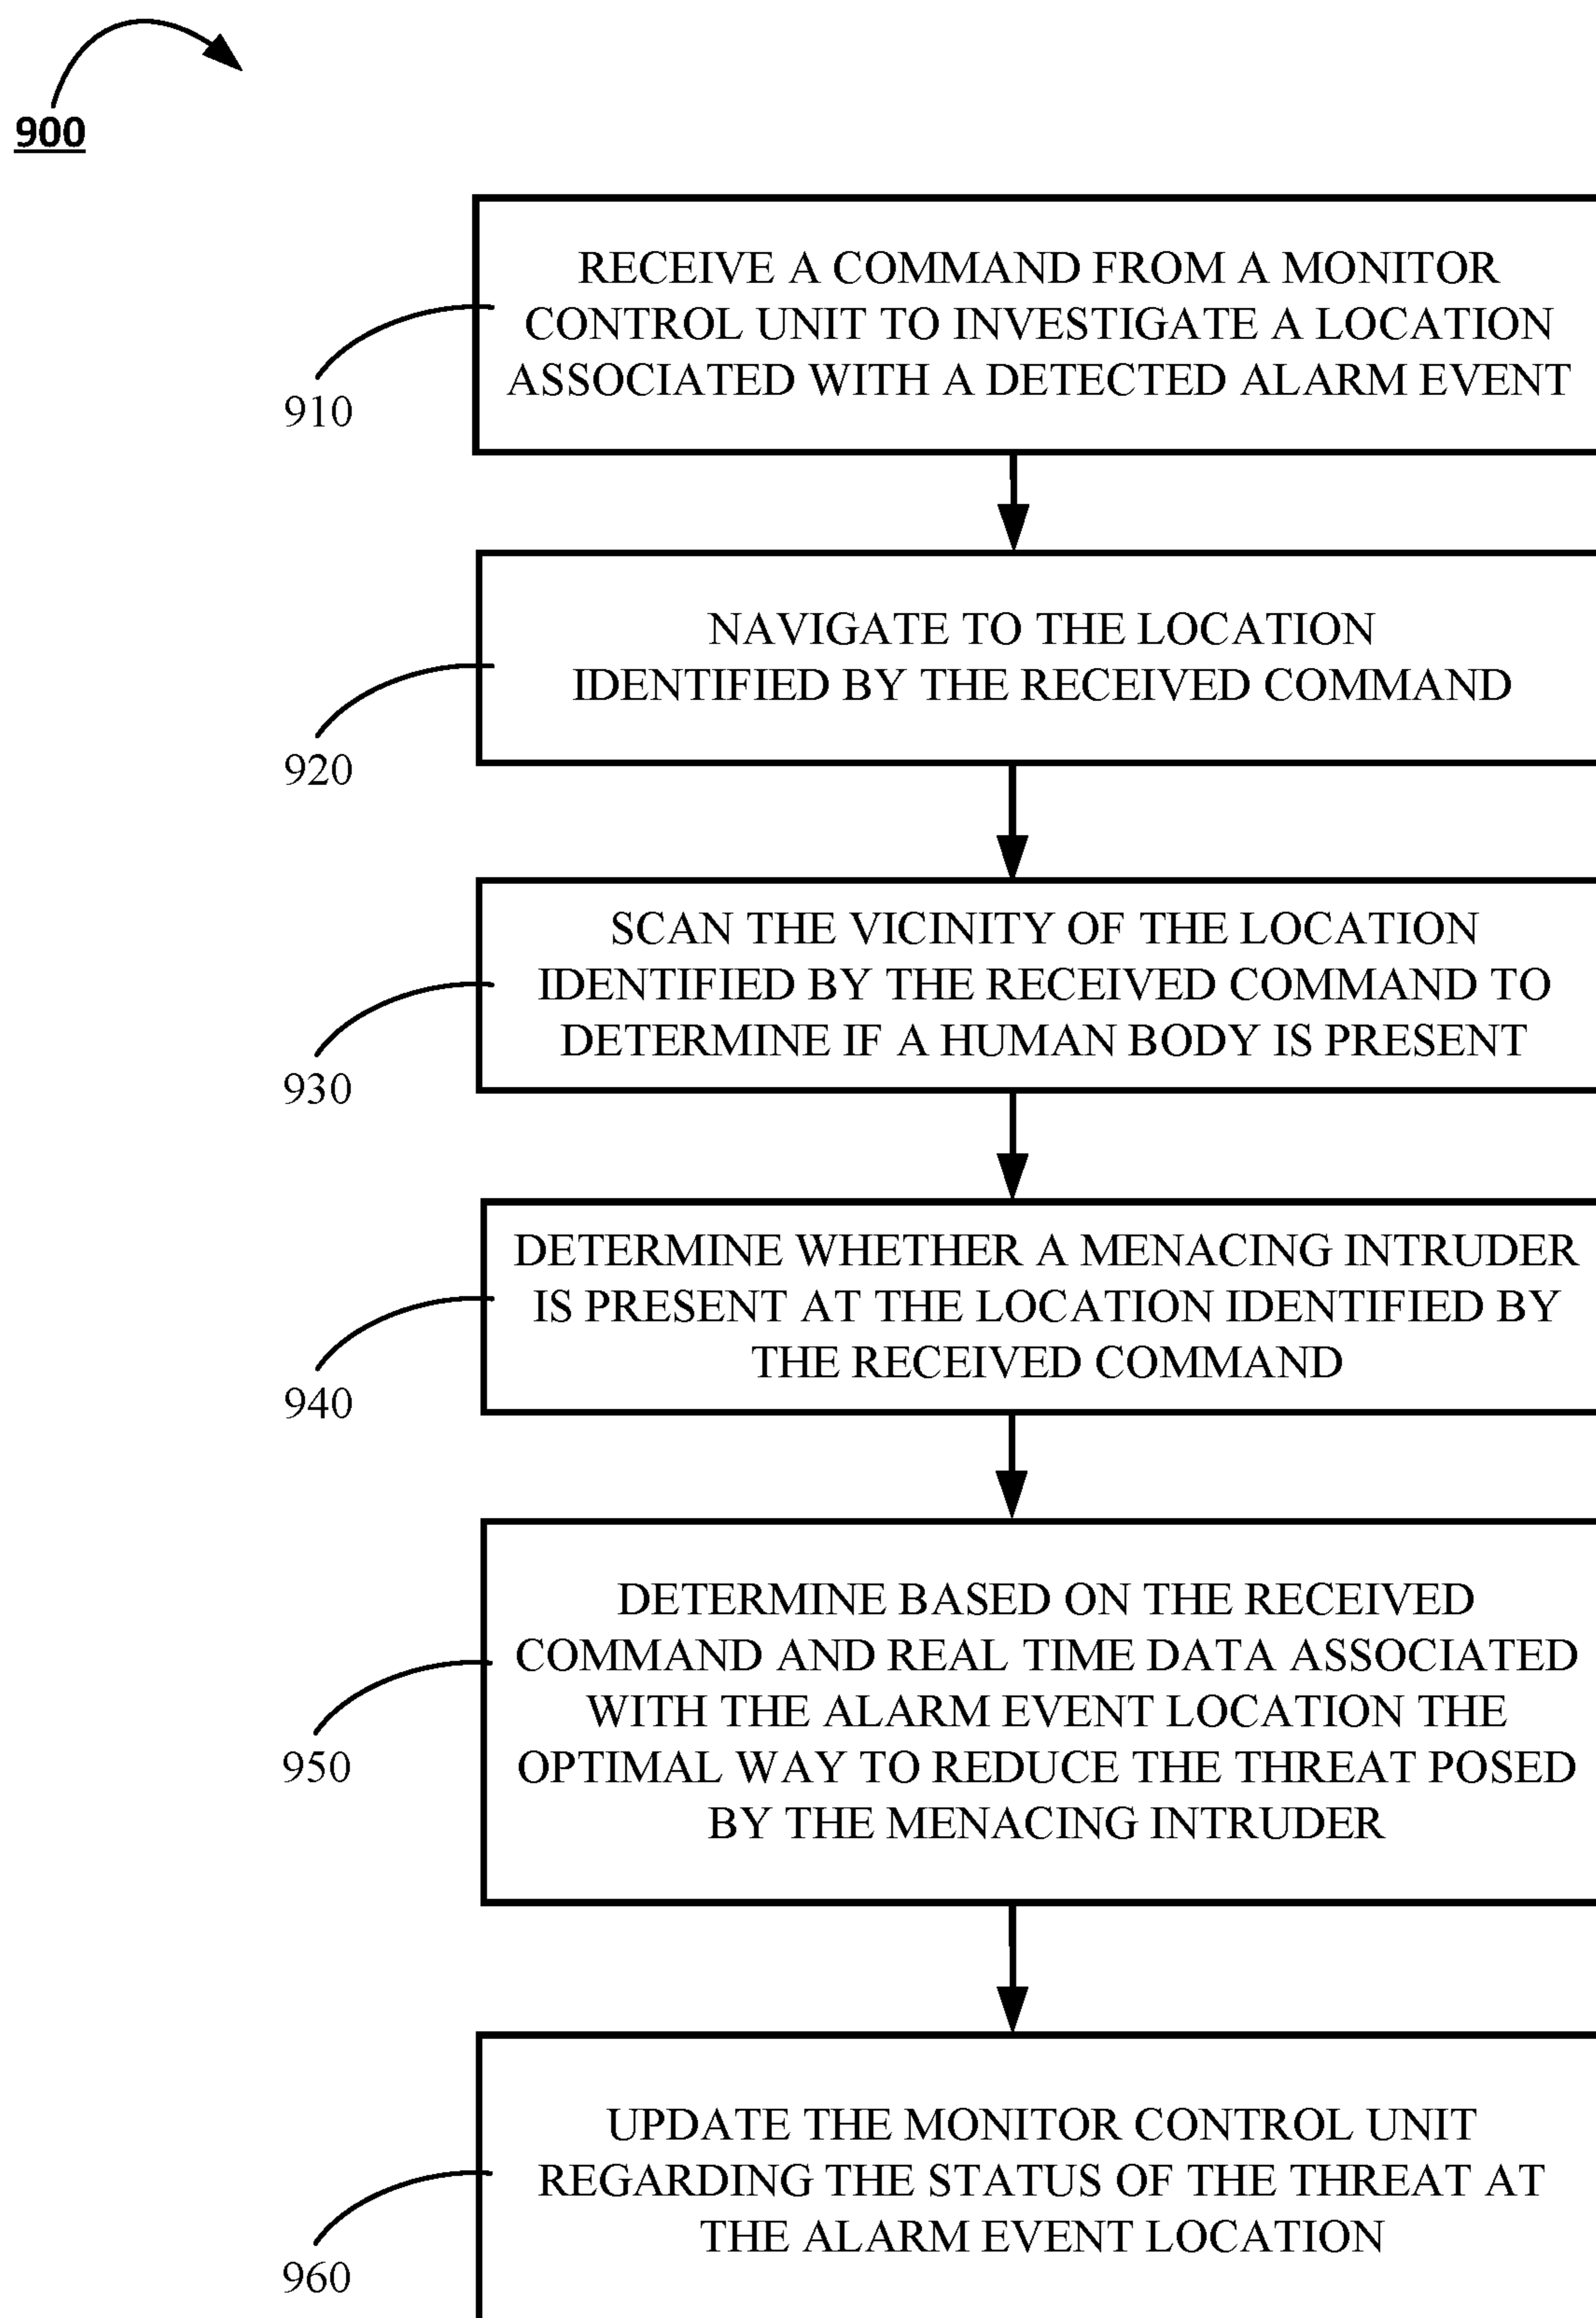 900
RECEIVE A COMMAND FROM A MONITOR
CONTROL UNIT TO INVESTIGATE A LOCATION
ASSOCIATED WITH A DETECTED ALARM EVENT
910
NAVIGATE TO THE LOCATION
IDENTIFIED BY THE RECEIVED COMMAND
920
SCAN THE VICINITY OF THE LOCATION
IDENTIFIED BY THE RECEIVED COMMAND TO
DETERMINE IF A HUMAN BODY IS PRESENT
930
DETERMINE WHETHER A MENACING INTRUDER
IS PRESENT AT THE LOCATION IDENTIFIED BY
THE RECEIVED COMMAND
940
DETERMINE BASED ON THE RECEIVED
COMMAND AND REAL TIME DATA ASSOCIATED
WITH THE ALARM EVENT LOCATION THE
OPTIMAL WAY TO REDUCE THE THREAT POSED
BY THE MENACING INTRUDER
950
UPDATE THE MONITOR CONTROL UNIT
REGARDING THE STATUS OF THE THREAT AT
THE ALARM EVENT LOCATION
960